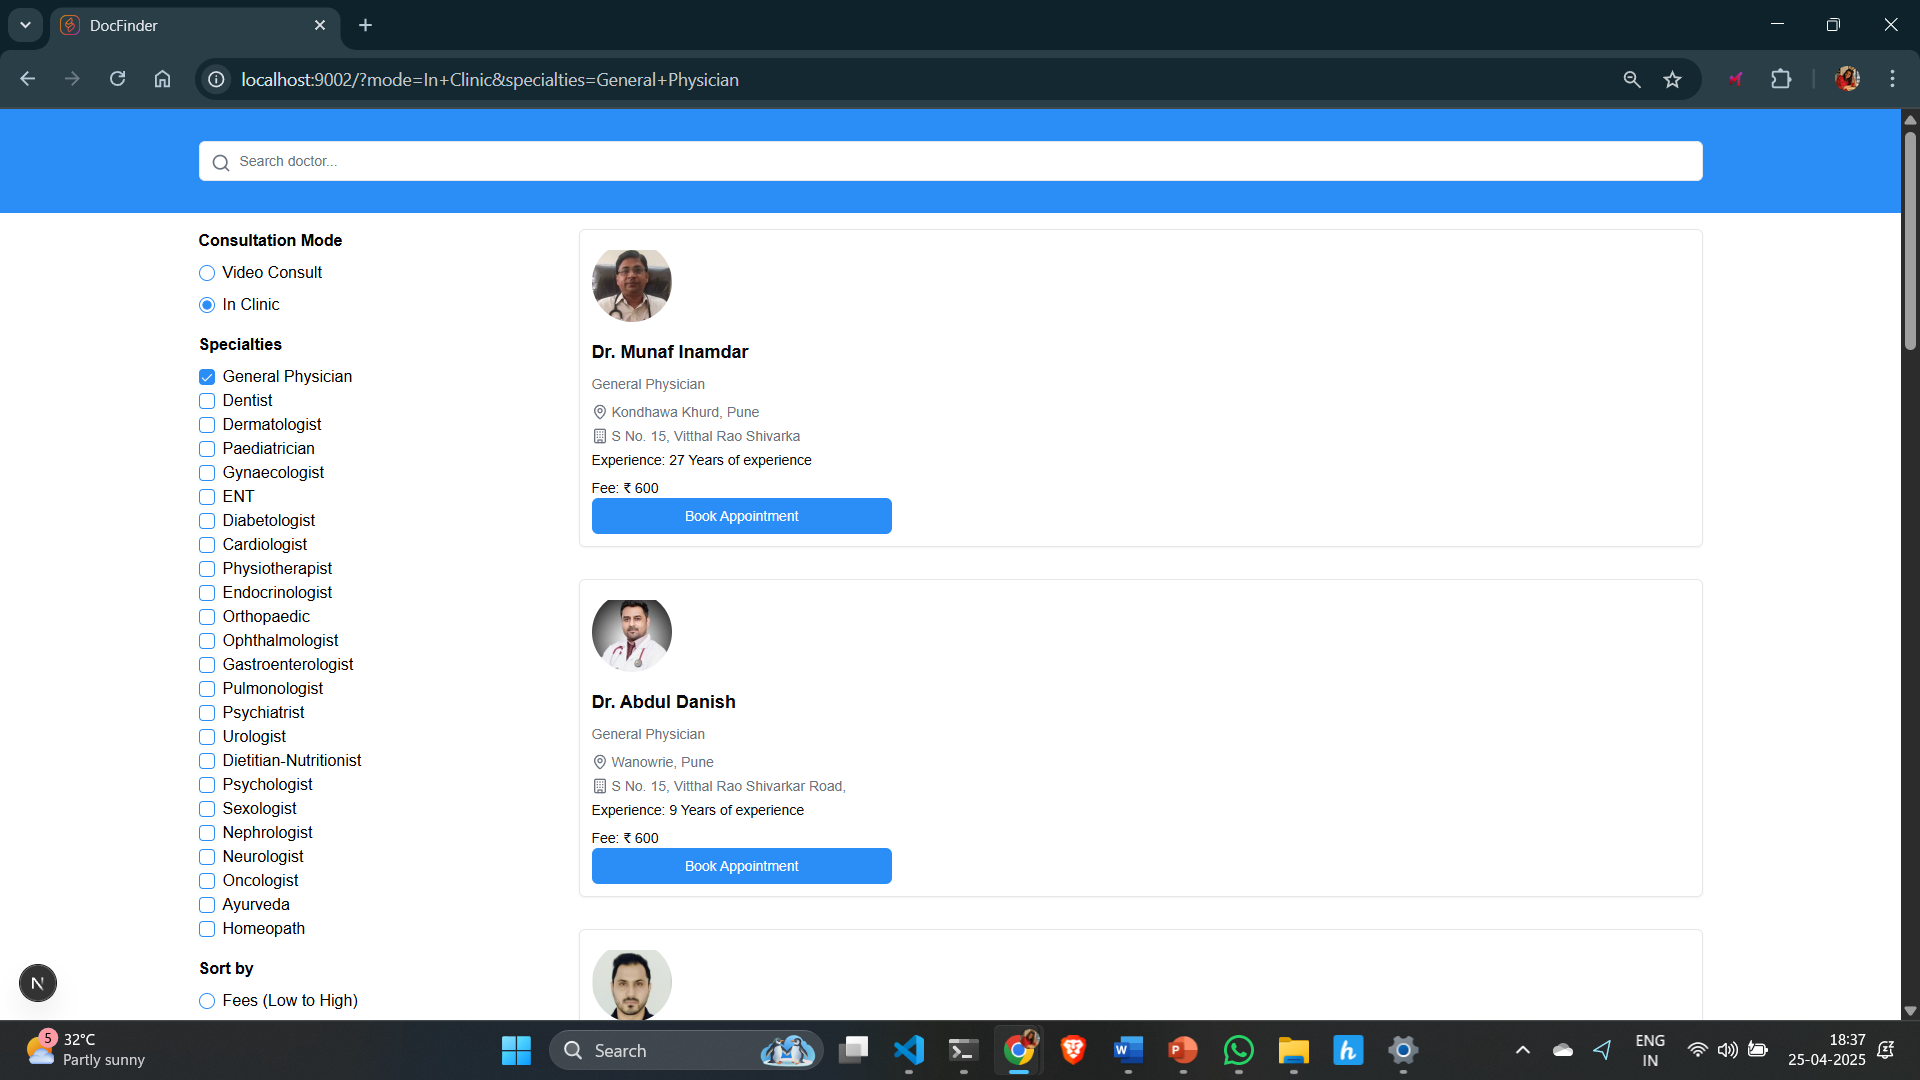 DocFinder
localhost:9002/?mode=In+Clinic&specialties=General+Physician
Search doctor...
Consultation Mode
Video Consult
In Clinic
Specialties
General Physician
Dentist
Dermatologist
Paediatrician
Gynaecologist
ENT
Diabetologist
Cardiologist
Physiotherapist
Endocrinologist
Orthopaedic
Ophthalmologist
Gastroenterologist
Pulmonologist
Psychiatrist
Urologist
Dietitian-Nutritionist
Psychologist
Sexologist
Nephrologist
Neurologist
Oncologist
Ayurveda
Homeopath
Sort by
Fees (Low to High)
Dr. Munaf Inamdar
General Physician
Kondhawa Khurd, Pune
S No. 15, Vitthal Rao Shivarka
Experience: 27 Years of experience
Fee: ₹ 600
Book Appointment
Dr. Abdul Danish
General Physician
Wanowrie, Pune
S No. 15, Vitthal Rao Shivarkar Road,
Experience: 9 Years of experience
Fee: ₹ 600
Book Appointment
N
5
32°C
Partly sunny
Search
W
P
h
ENG
IN
18:37
25-04-2025